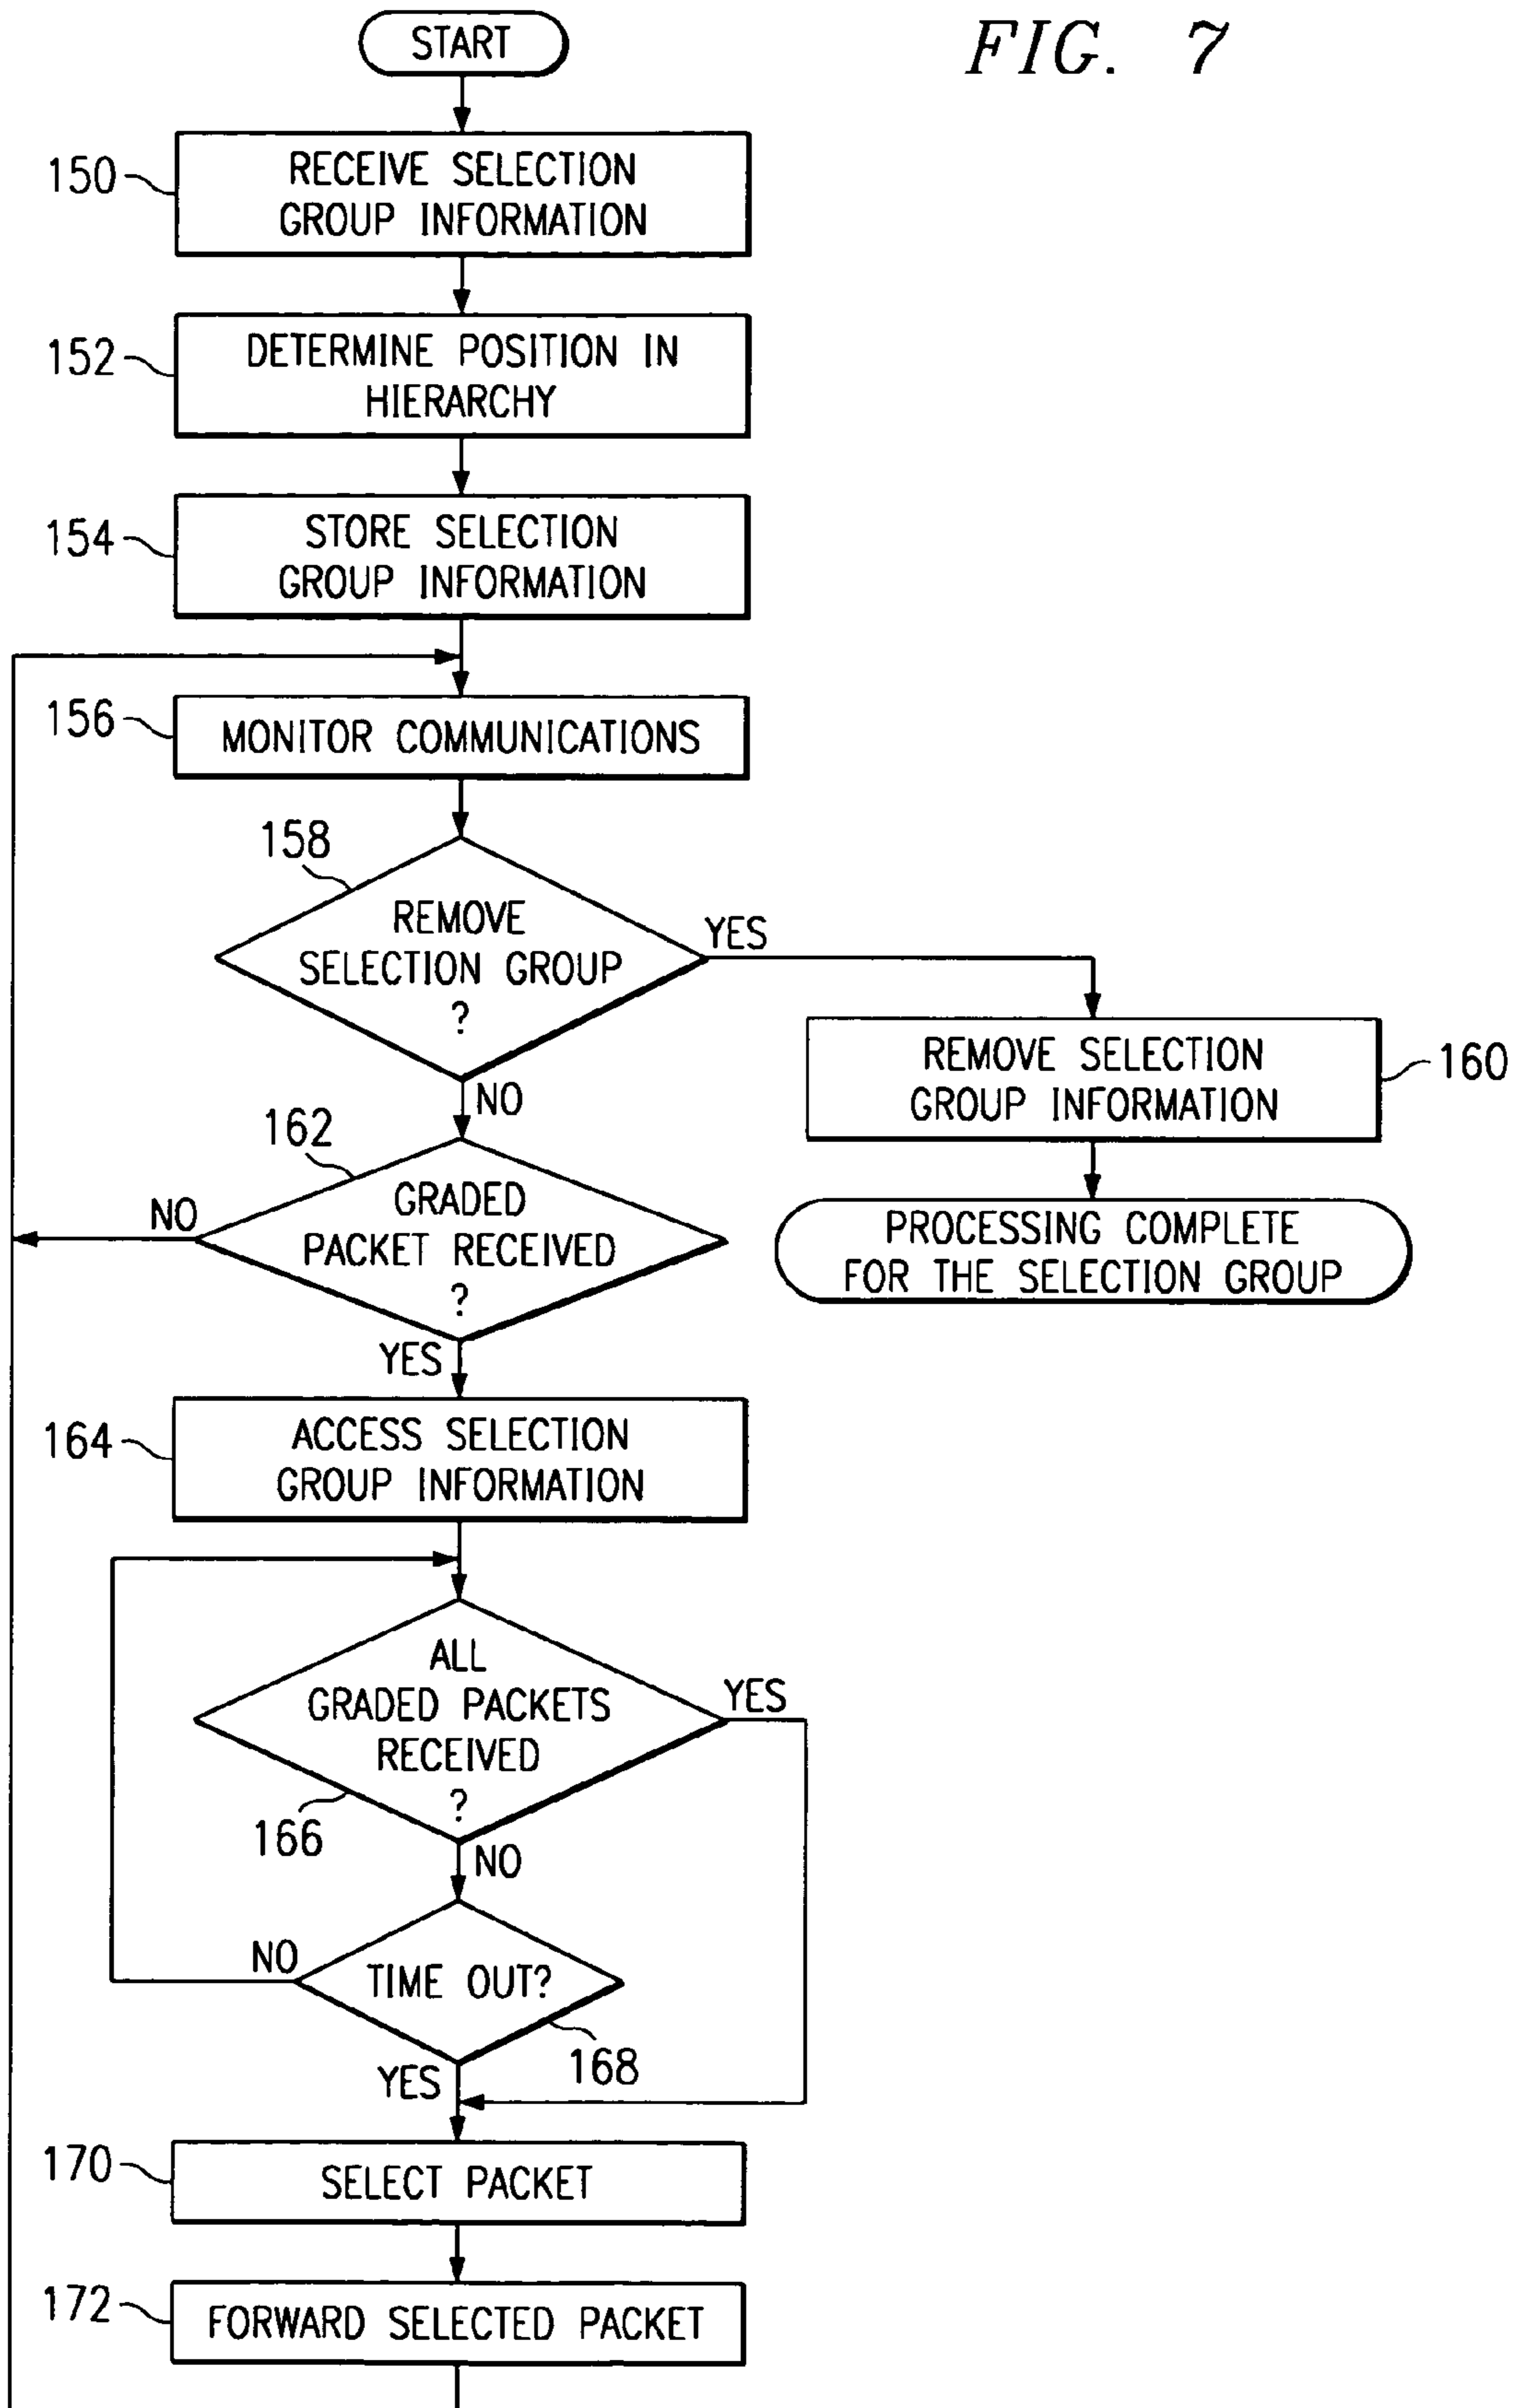 FIG. 7
START
150
RECEIVE SELECTION
GROUP INFORMATION
152
DETERMINE POSITION IN
HIERARCHY
154
STORE SELECTION
GROUP INFORMATION
156
MONITOR COMMUNICATIONS
158
REMOVE
SELECTION GROUP
?
YES
NO
REMOVE SELECTION
GROUP INFORMATION
160
PROCESSING COMPLETE
FOR THE SELECTION GROUP
162
GRADED
PACKET RECEIVED
?
NO
YES
164
ACCESS SELECTION
GROUP INFORMATION
ALL
GRADED PACKETS
RECEIVED
?
YES
166
NO
TIME OUT?
NO
168
YES
170
SELECT PACKET
172
FORWARD SELECTED PACKET